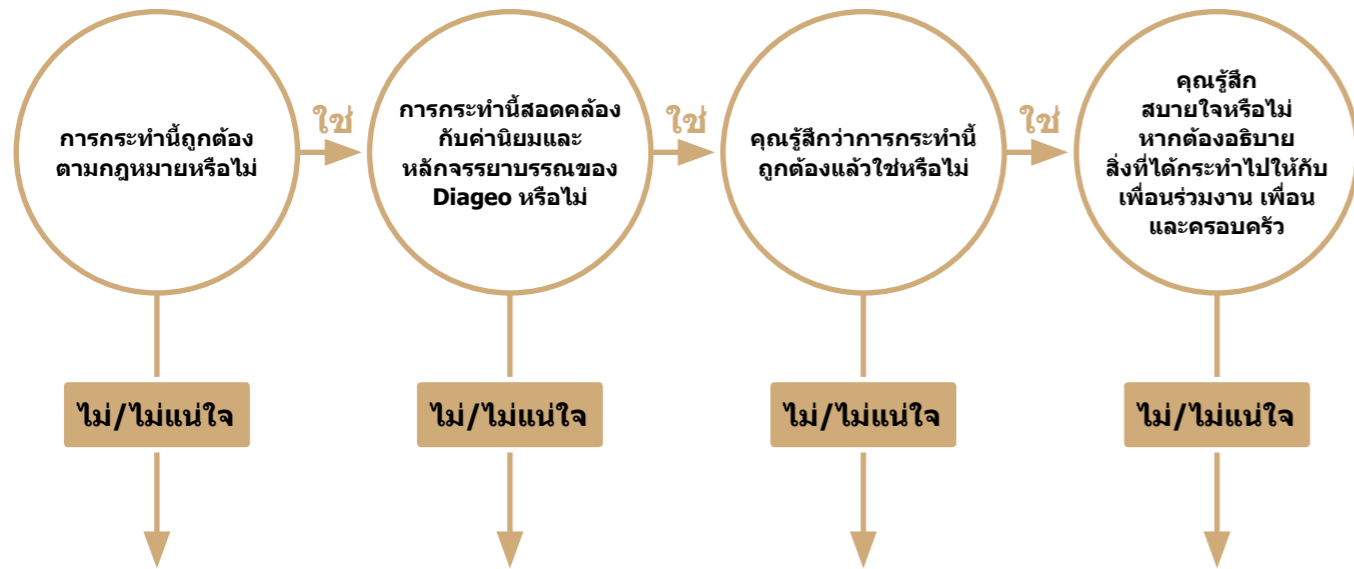 การกระทำนี้ถูกต้อง
ตามกฎหมายหรือไม่
ใช่
การกระทำนี้สอดคล้อง
กับค่านิยมและ
หลักจรรยาบรรณของ
Diageo หรือไม่
ใช่
คุณรู้สึกว่าการกระทำนี้
ถูกต้องแล้วใช่หรือไม่
ใช่
คุณรู้สึก
สบายใจหรือไม่
หากต้องอธิบาย
สิ่งที่ได้กระทำไปให้กับ
เพื่อนร่วมงาน เพื่อน
และครอบครัว
ไม่/ไม่แน่ใจ
ไม่/ไม่แน่ใจ
ไม่/ไม่แน่ใจ
ไม่/ไม่แน่ใจ